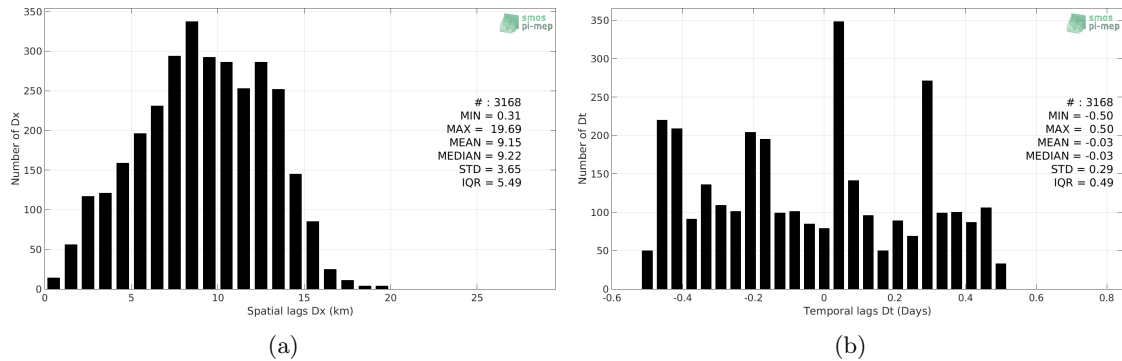 350
300
250
200
150
100
50
0
Number of Dx
0
5
10
15
20
25
Spatial lags Dx (km)
smos
pi-mep
# : 3168
MIN = 0.31
MAX = 19.69
MEAN = 9.15
MEDIAN = 9.22
STD = 3.65
IQR = 5.49
(a)
350
300
250
200
150
100
50
0
Number of Dt
-0.6
-0.4
-0.2
0
0.2
0.4
0.6
0.8
Temporal lags Dt (Days)
smos
pi-mep
# : 3168
MIN = -0.50
MAX = 0.50
MEAN = -0.03
MEDIAN = -0.03
STD = 0.29
IQR = 0.49
(b)